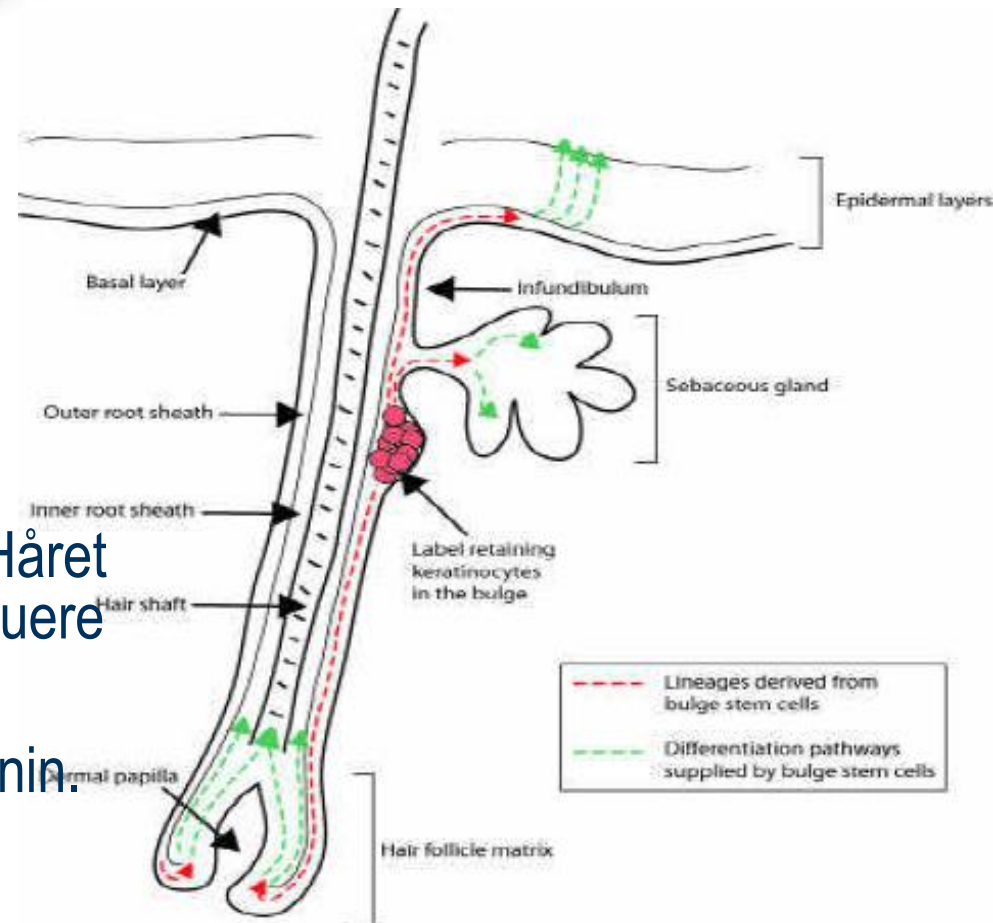 Epidermal layers
Basal layer
Infundibulum
Sebaceous gland
Outer root sheath
Inner root sheath
Håret
Label retaining
keratinocytes
in the bulge
Hair shaft
uere
Lineages derived from
bulge stem cells
Differentiation pathways
supplied by bulge stem cells
Dermal papilla
nin.
Hair follicle matrix